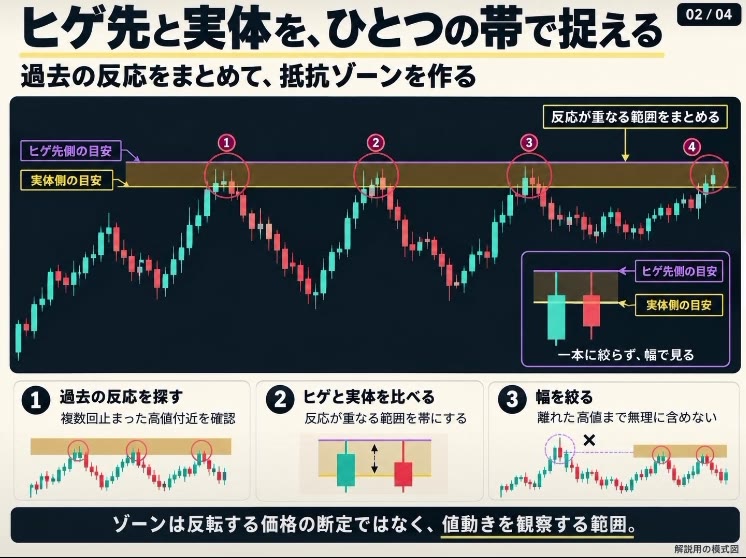 ヒゲ先と実体を、ひとつの帯で捉える
02 / 04
過去の反応をまとめて、抵抗ゾーンを作る
反応が重なる範囲をまとめる
ヒゲ先側の目安
実体側の目安
1
2
3
4
ヒゲ先側の目安
実体側の目安
一本に絞らず、幅で見る
1 過去の反応を探す
複数回止まった高値付近を確認
2 ヒゲと実体を比べる
反応が重なる範囲を帯にする
3 幅を絞る
離れた高値まで無理に含めない
ゾーンは反転する価格の断定ではなく、値動きを観察する範囲。
解説用の模式図